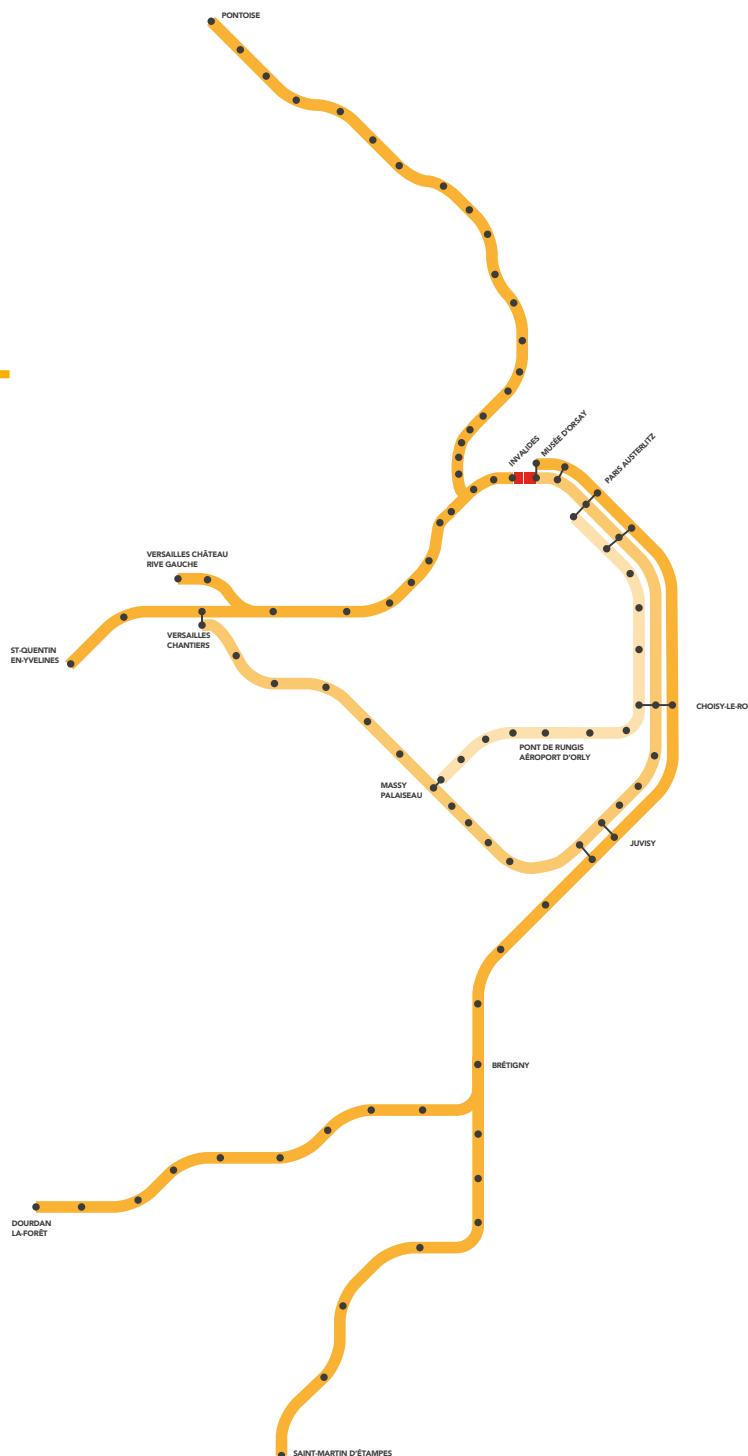 PONTOISE
INVALIDES
MUSÉE D'ORSAY
PARIS AUSTERLITZ
VERSAILLES CHÂTEAU
RIVE GAUCHE
VERSAILLES
CHANTIERS
ST-QUENTIN
EN-YVELINES
CHOISY-LE-RO
PONT DE RUNGIS
AÉROPORT D'ORLY
MASSY
PALAISEAU
JUVISY
BRÉTIGNY
DOURDAN
LA-FORÊT
SAINT-MARTIN D'ÉTAMPES